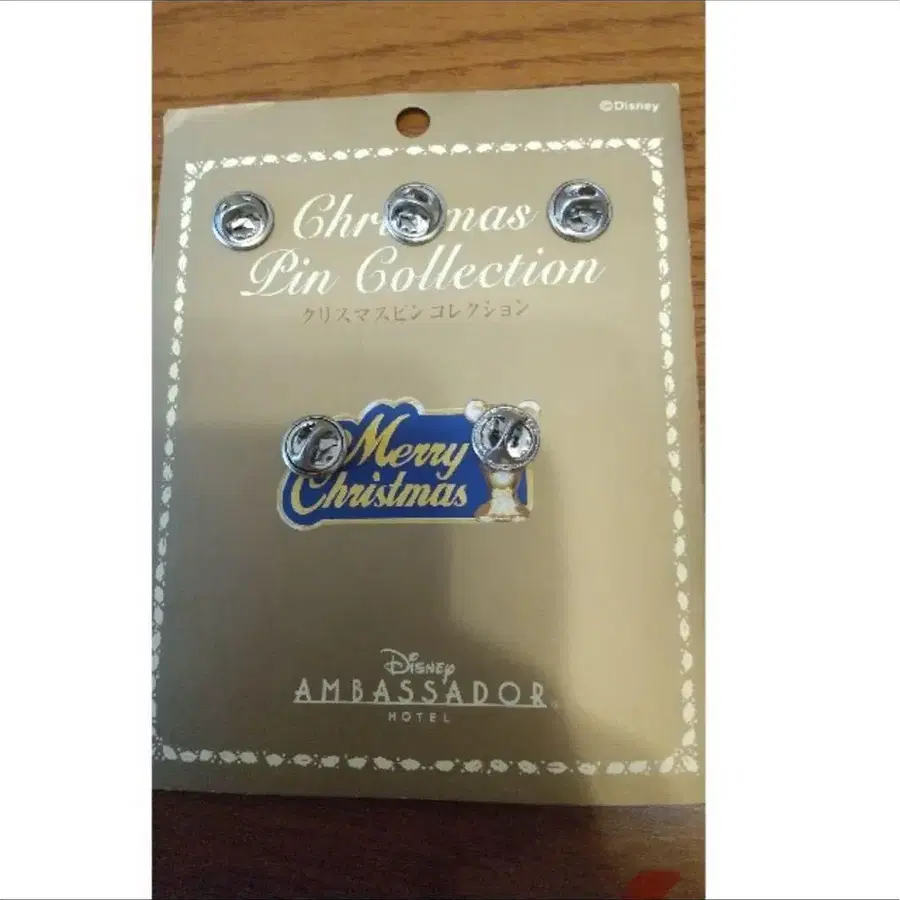 ©Disney
Christmas
Pin Collection
クリスマスピンコレクション
Merry
Christmas
Disney
AMBASSADOR
HOTEL